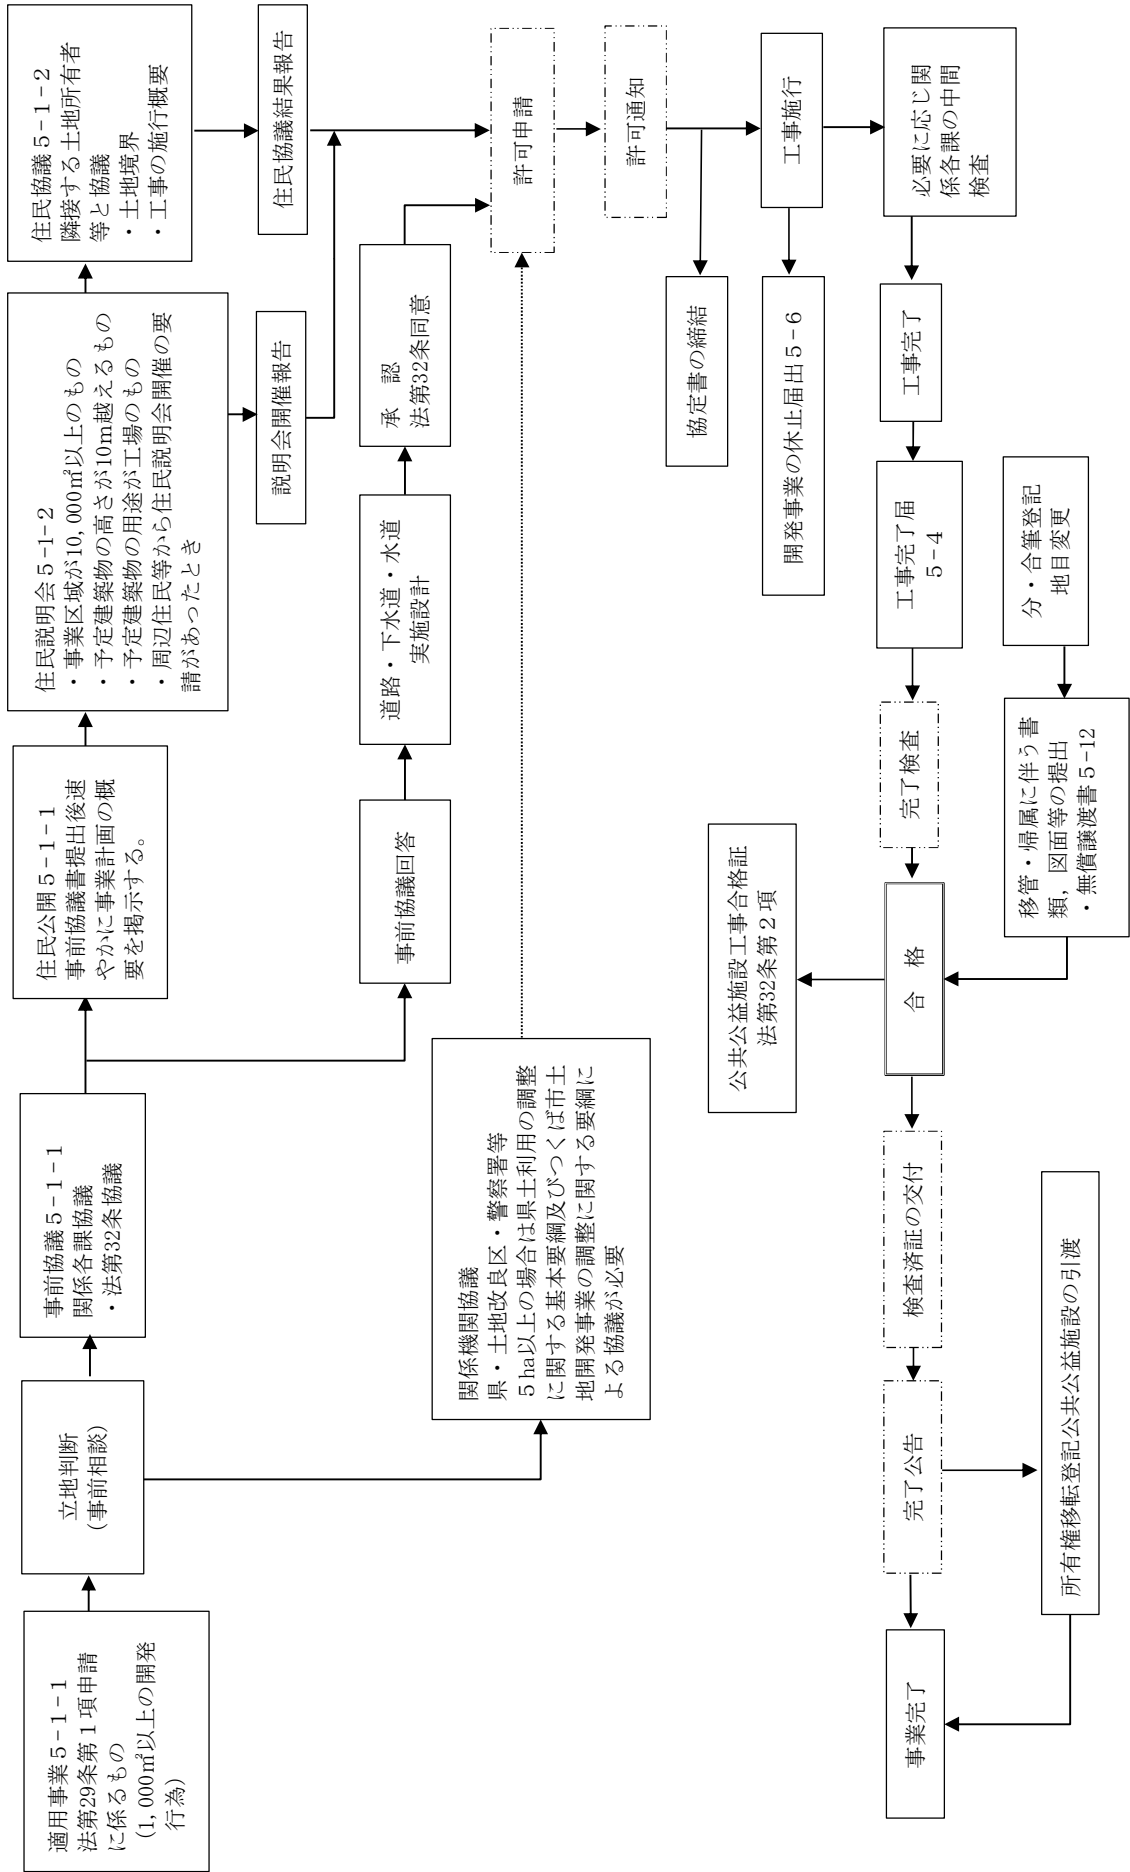 適用事業5-1-1
法第29条第1項申請
に係るもの
(1,000㎡以上の開発
行為)
立地判断
(事前相談)
事前協議5-1-1
関係各課協議
・法第32条協議
住民公開5-1-1
事前協議書提出後速
やかに事業計画の概
要を掲示する。
住民説明会5-1-2
・事業区域が10,000㎡以上のもの
・予定建築物の高さが10m越えるもの
・予定建築物の用途が工場のもの
・周辺住民等から住民説明会開催の要
請があったとき
住民協議5-1-2
隣接する土地所有者
等と協議
・土地境界
・工事の施行概要
説明会開催報告
住民協議結果報告
事前協議回答
道路・下水道・水道
実施設計
承 認
法第32条同意
関係機関協議
県・土地改良区・警察署等
5ha以上の場合は県土利用の調整
に関する基本要綱及びつくば市土
地開発事業の調整に関する要綱に
よる協議が必要
許可申請
許可通知
協定書の締結
工事施行
開発事業の休止届出5-6
必要に応じ関
係各課の中間
検査
工事完了
工事完了届
5-4
完了検査
分・合筆登記
地目変更
移管・帰属に伴う書
類，図面等の提出
・無償譲渡書5-12
合 格
公共公益施設工事合格証
法第32条第2項
検査済証の交付
完了公告
所有権移転登記公共公益施設の引渡
事業完了